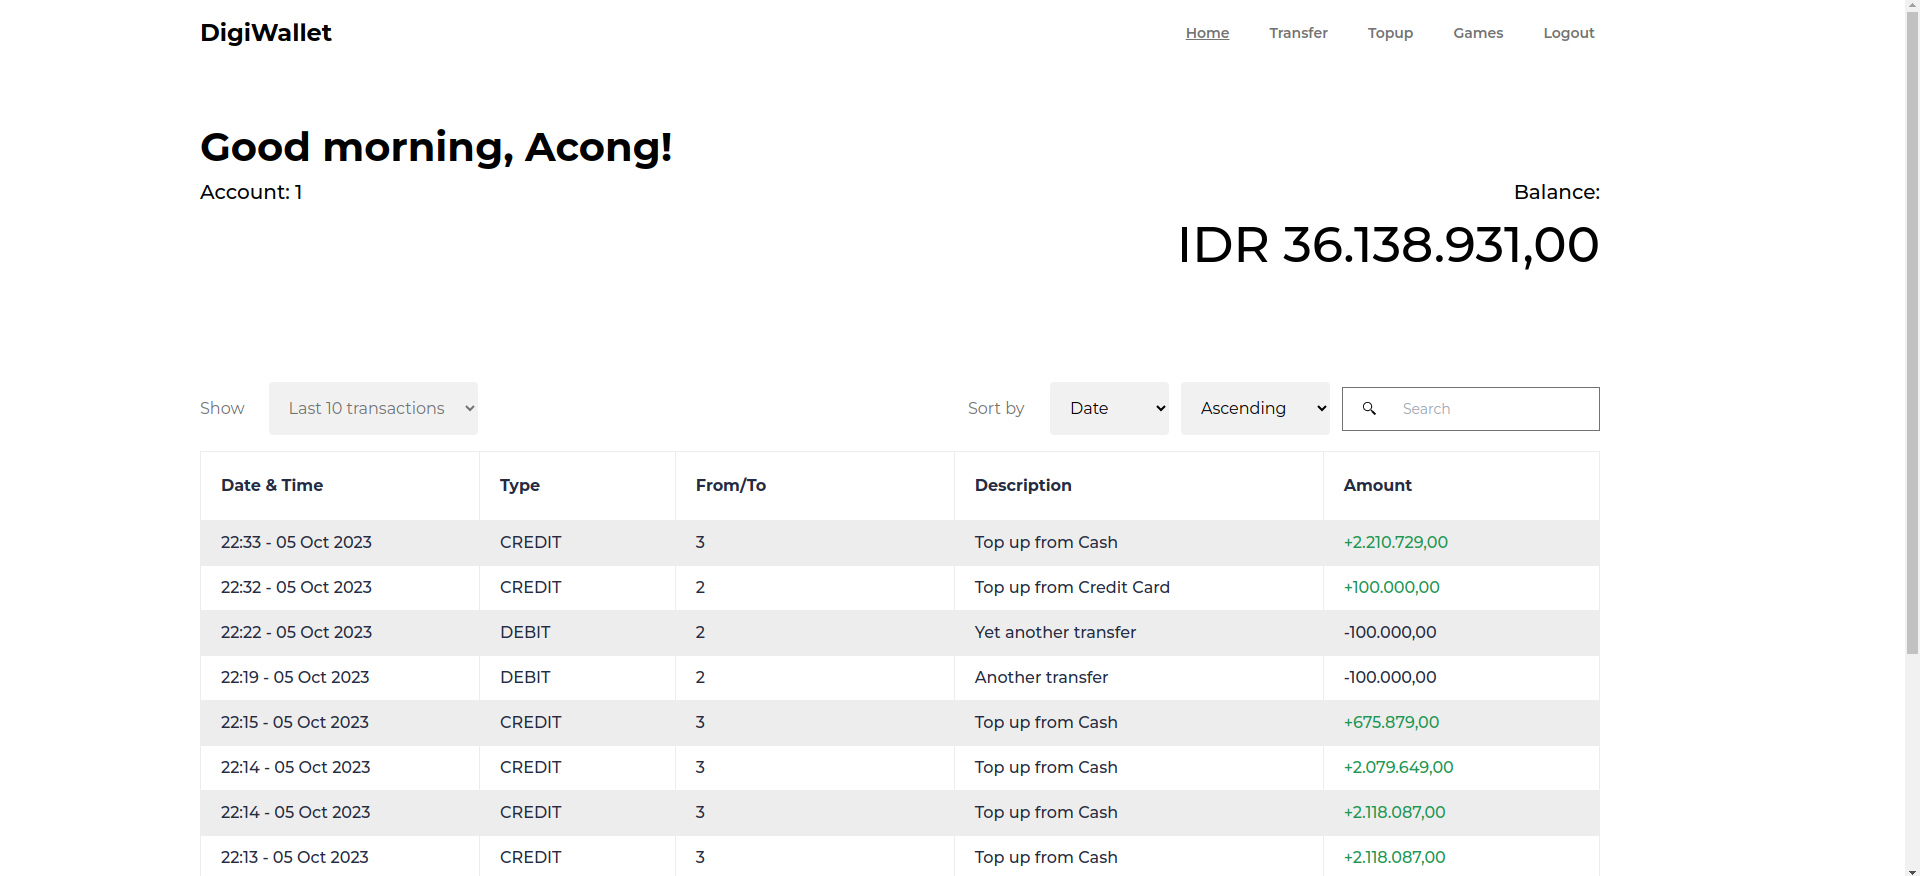 DigiWallet Home Transfer Topup Games Logout
Good morning, Acong!
Account: 1 Balance:
IDR 36.138.931,00
Show Last 10 transactions Sort by Date Ascending Search
Date & Time Type From/To Description Amount
22:33 - 05 Oct 2023 CREDIT 3 Top up from Cash +2.210.729,00
22:32 - 05 Oct 2023 CREDIT 2 Top up from Credit Card +100.000,00
22:22 - 05 Oct 2023 DEBIT 2 Yet another transfer -100.000,00
22:19 - 05 Oct 2023 DEBIT 2 Another transfer -100.000,00
22:15 - 05 Oct 2023 CREDIT 3 Top up from Cash +675.879,00
22:14 - 05 Oct 2023 CREDIT 3 Top up from Cash +2.079.649,00
22:14 - 05 Oct 2023 CREDIT 3 Top up from Cash +2.118.087,00
22:13 - 05 Oct 2023 CREDIT 3 Top up from Cash +2.118.087,00